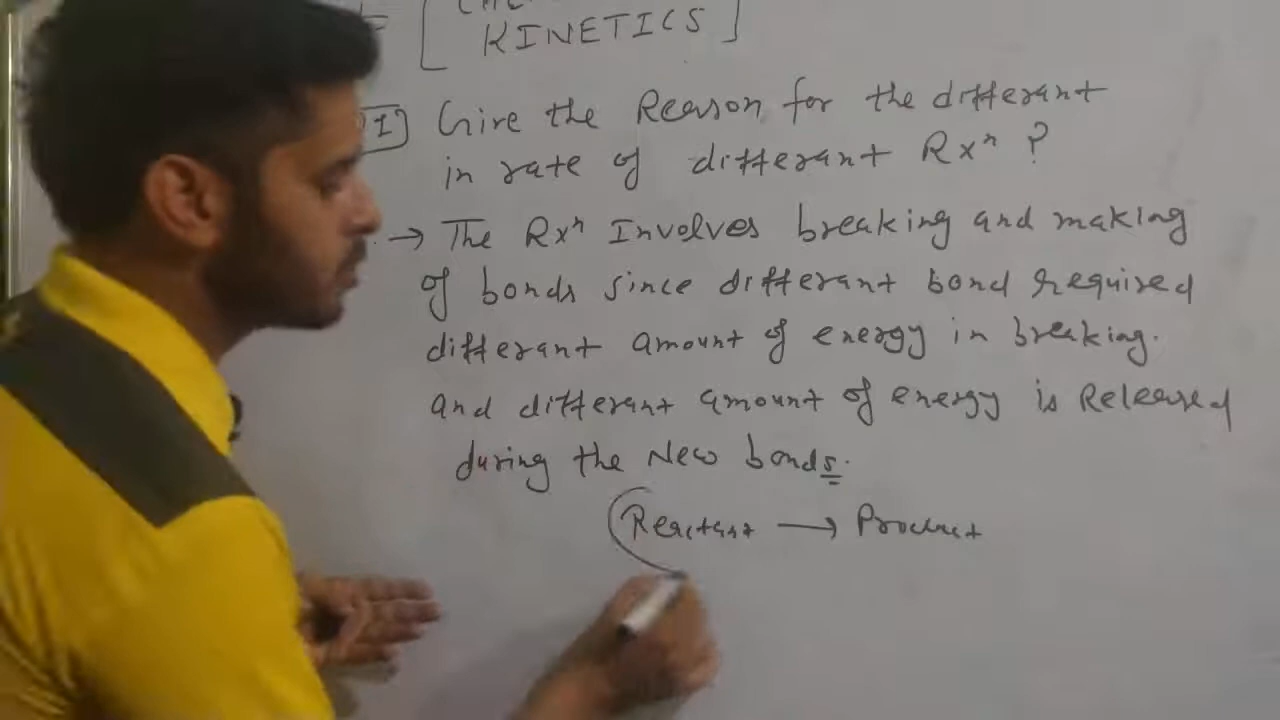 [ KINETICS ]
I] Give the Reason for the differant
in rate of differant Rxⁿ ?
→ The Rxⁿ Involves breaking and making
of bonds since differant bond required
differant amount of energy in breaking.
and differant amount of energy is Released
during the New bonds.
Reactant → Product